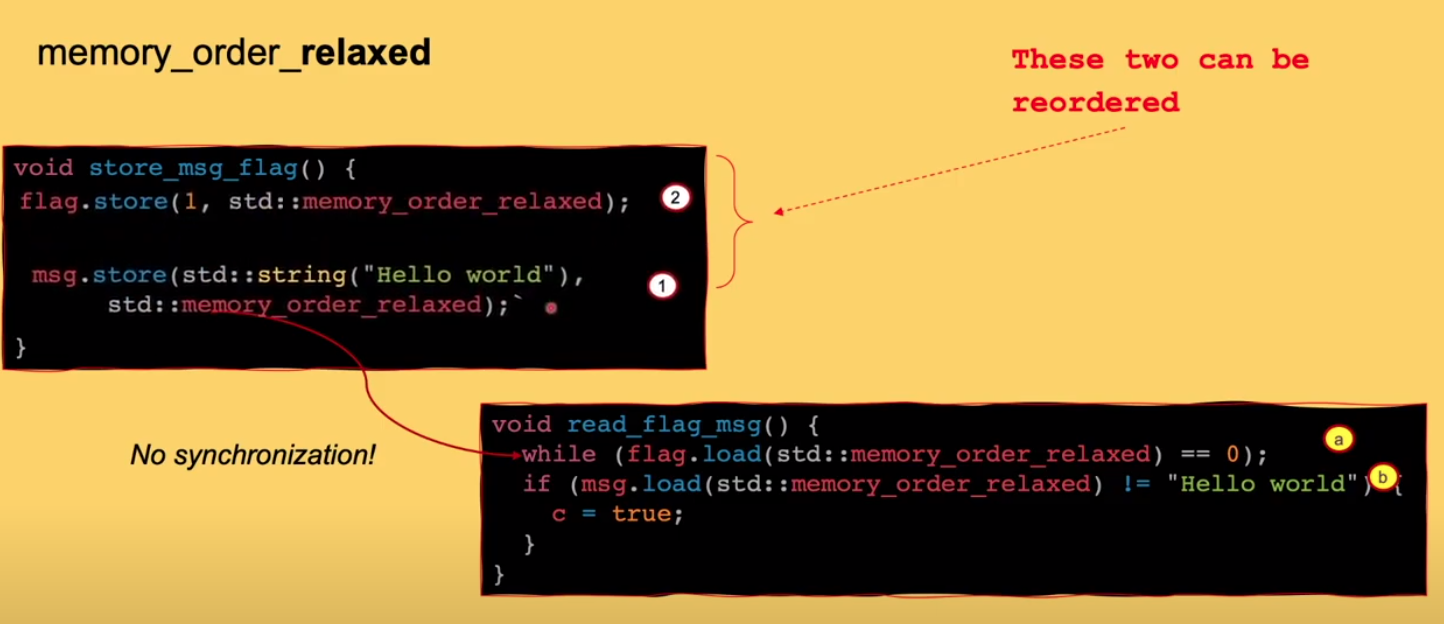 memory_order_relaxed
These two can be
reordered
void store_msg_flag() {
flag.store(1, std::memory_order_relaxed);
2
msg.store(std::string("Hello world"),
1
std::memory_order_relaxed);`
}
No synchronization!
void read_flag_msg() {
while (flag.load(std::memory_order_relaxed) == 0);
a
if (msg.load(std::memory_order_relaxed) != "Hello world") {
b
c = true;
}
}